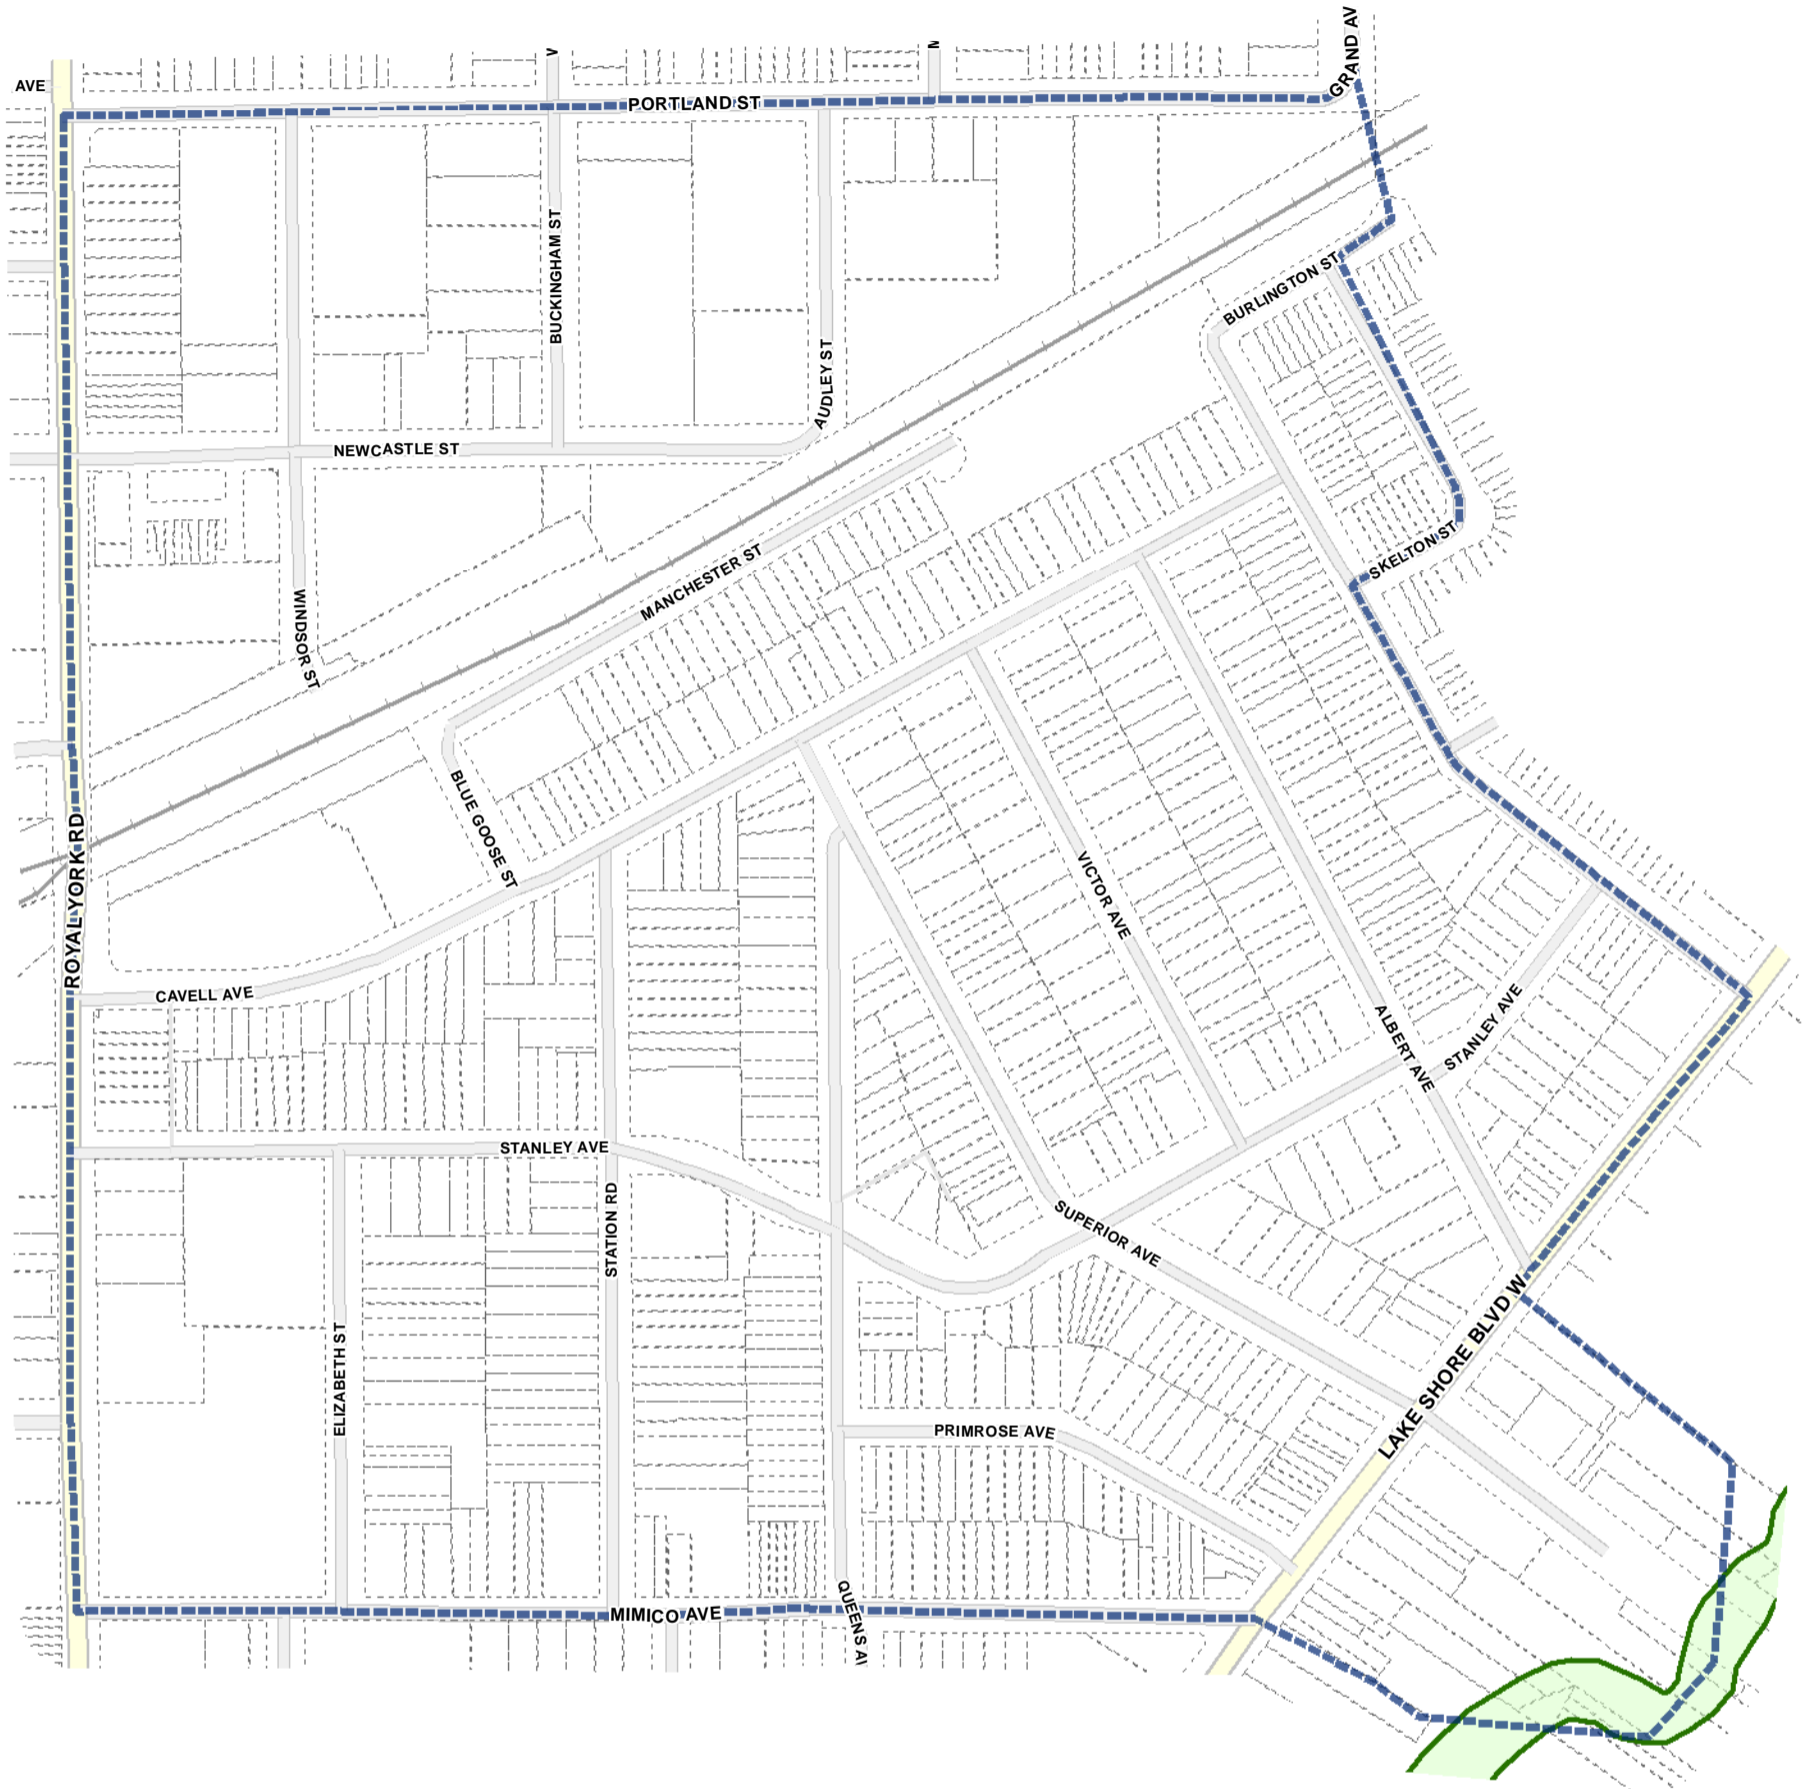 GRAND AV
V
N
AVE
PORTLAND ST
BUCKINGHAM ST
BURLINGTON ST
AUDLEY ST
NEWCASTLE ST
SKELTON ST
MANCHESTER ST
WINDSOR ST
BLUE GOOSE ST
ROYAL YORK RD
VICTOR AVE
CAVELL AVE
ALBERT AVE
STANLEY AVE
STANLEY AVE
STATION RD
SUPERIOR AVE
ELIZABETH ST
LAKE SHORE BLVD W
PRIMROSE AVE
MIMICO AVE
QUEENS AV